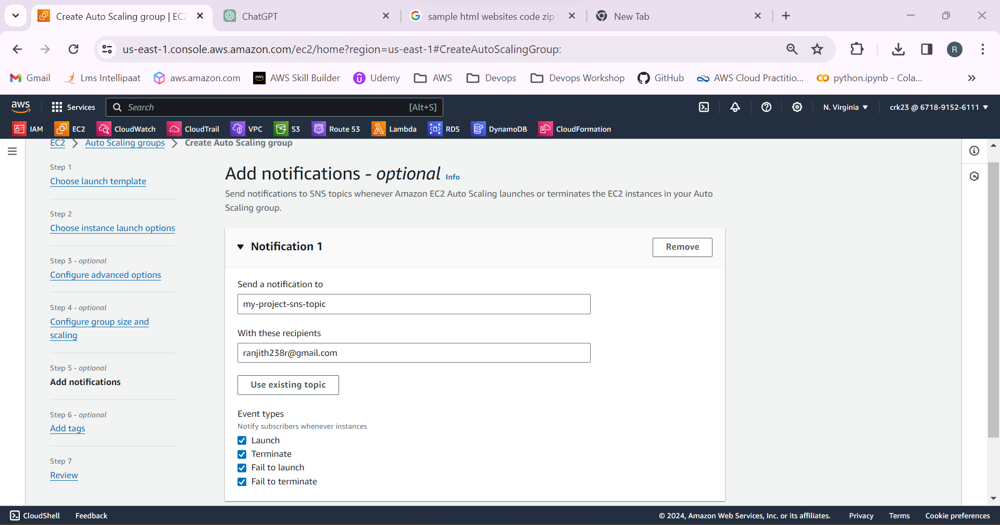 Create Auto Scaling group | EC2
ChatGPT
sample html websites code zip f
New Tab
us-east-1.console.aws.amazon.com/ec2/home?region=us-east-1#CreateAutoScalingGroup:
R
Gmail
Lms Intellipaat
aws.amazon.com
aws
AWS Skill Builder
Udemy
AWS
Devops
Devops Workshop
GitHub
AWS Cloud Practitio...
python.ipynb - Cola...
aws
Services
Search
[Alt+S]
N. Virginia
crk23 @ 6718-9152-6111
IAM
EC2
CloudWatch
CloudTrail
VPC
S3
Route 53
Lambda
RDS
DynamoDB
CloudFormation
EC2
Auto Scaling groups
Create Auto Scaling group
Step 1
Choose launch template
Step 2
Choose instance launch options
Step 3 - optional
Configure advanced options
Step 4 - optional
Configure group size and
scaling
Step 5 - optional
Add notifications
Step 6 - optional
Add tags
Step 7
Review
Add notifications - optional Info
Send notifications to SNS topics whenever Amazon EC2 Auto Scaling launches or terminates the EC2 instances in your Auto
Scaling group.
Notification 1
Remove
Send a notification to
my-project-sns-topic
With these recipients
ranjith238r@gmail.com
Use existing topic
Event types
Notify subscribers whenever instances
Launch
Terminate
Fail to launch
Fail to terminate
CloudShell
Feedback
© 2024, Amazon Web Services, Inc. or its affiliates.
Privacy
Terms
Cookie preferences